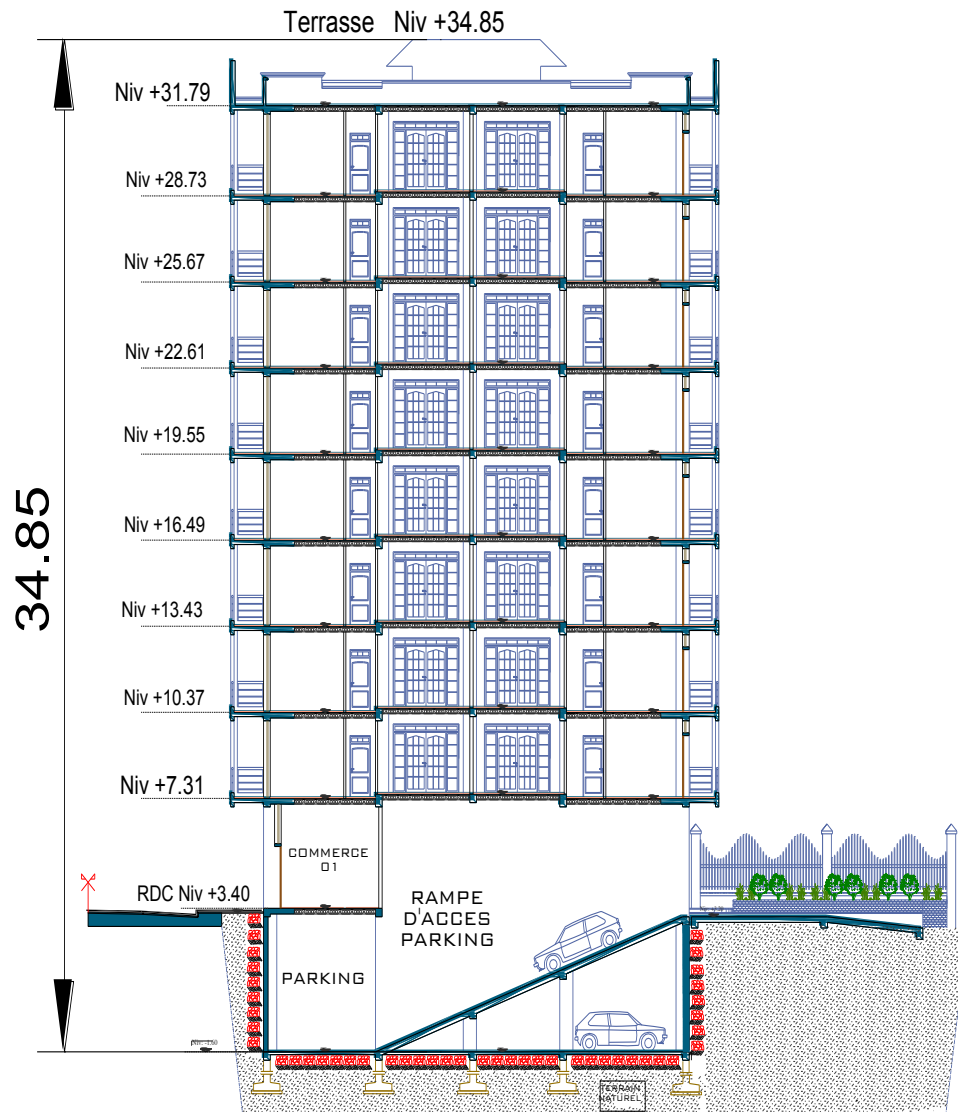 Terrasse Niv +34.85
Niv +31.79
Niv +28.73
Niv +25.67
Niv +22.61
Niv +19.55
34.85
Niv +16.49
Niv +13.43
Niv +10.37
Niv +7.31
COMMERCE
01
RDC Niv +3.40
RAMPE
D'ACCES
PARKING
PARKING
TERRAIN
NATUREL